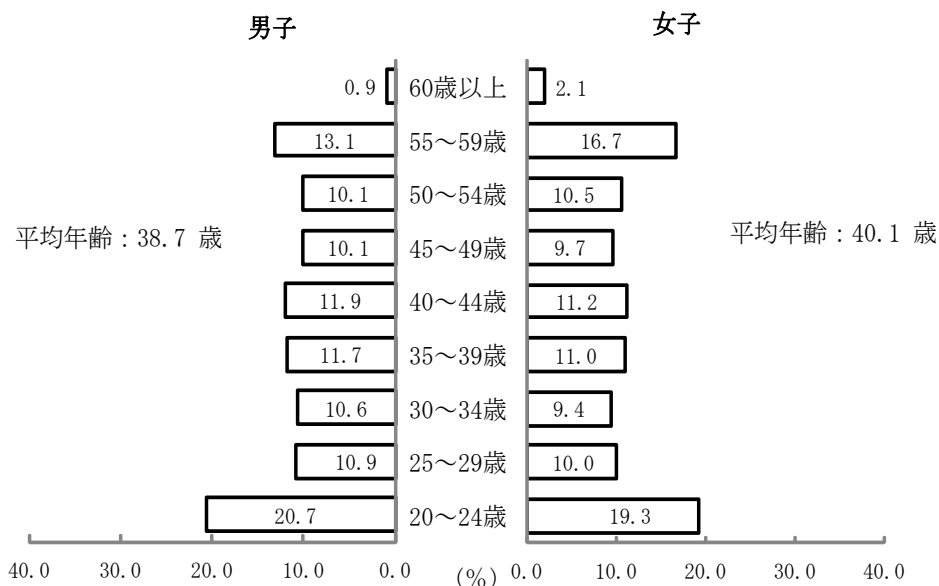 男子 女子
0.9 60歳以上 2.1
13.1 55～59歳 16.7
10.1 50～54歳 10.5
平均年齢：38.7 歳 10.1 45～49歳 9.7 平均年齢：40.1 歳
11.9 40～44歳 11.2
11.7 35～39歳 11.0
10.6 30～34歳 9.4
10.9 25～29歳 10.0
20.7 20～24歳 19.3
40.0 30.0 20.0 10.0 0.0 (%) 0.0 10.0 20.0 30.0 40.0